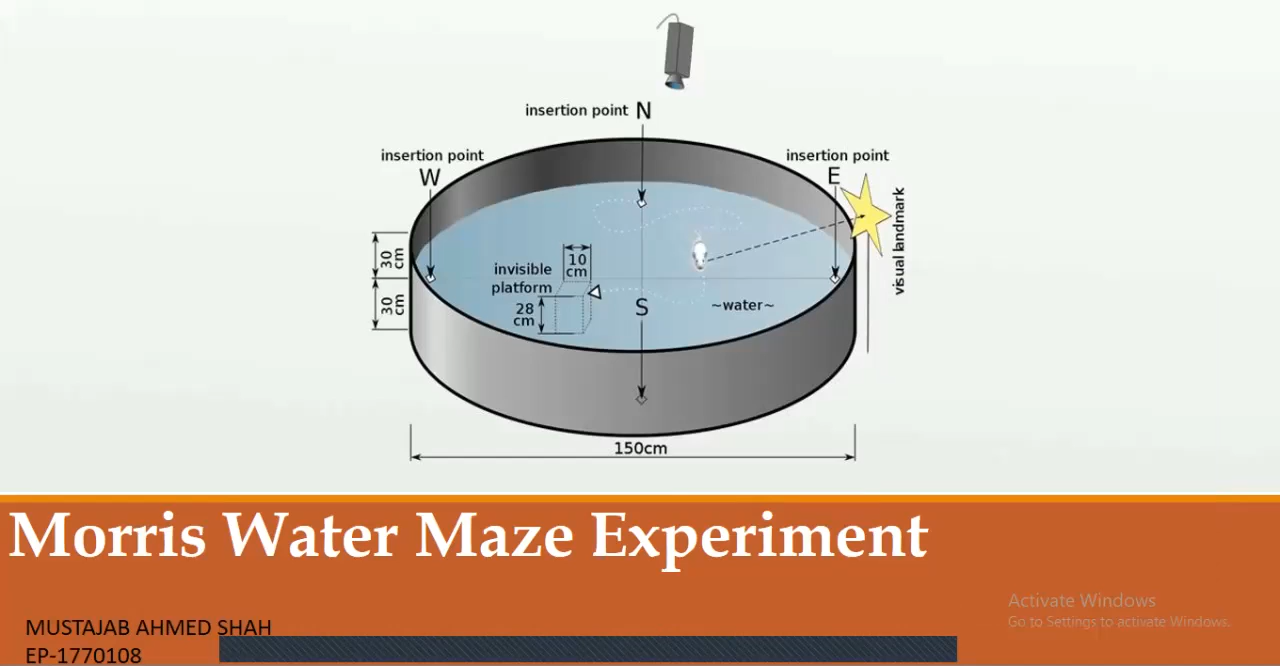 insertion point N
insertion point
W
insertion point
E
visual landmark
30 cm
30 cm
10 cm
invisible platform
28 cm
S
~water~
150cm
Morris Water Maze Experiment
Activate Windows
Go to Settings to activate Windows.
MUSTAJAB AHMED SHAH
EP-1770108